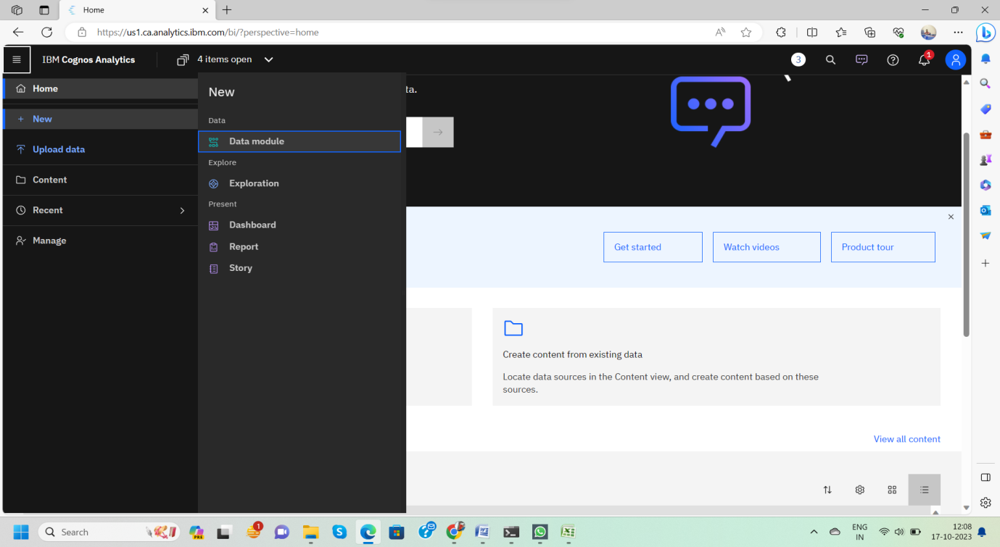 Home
https://us1.ca.analytics.ibm.com/bi/?perspective=home
IBM Cognos Analytics
4 items open
3
1
Home
New
Upload data
Content
Recent
Manage
New
Data
Data module
Explore
Exploration
Present
Dashboard
Report
Story
ta.
Get started
Watch videos
Product tour
Create content from existing data
Locate data sources in the Content view, and create content based on these
sources.
View all content
Search
PRE
1
ENG
IN
12:08
17-10-2023